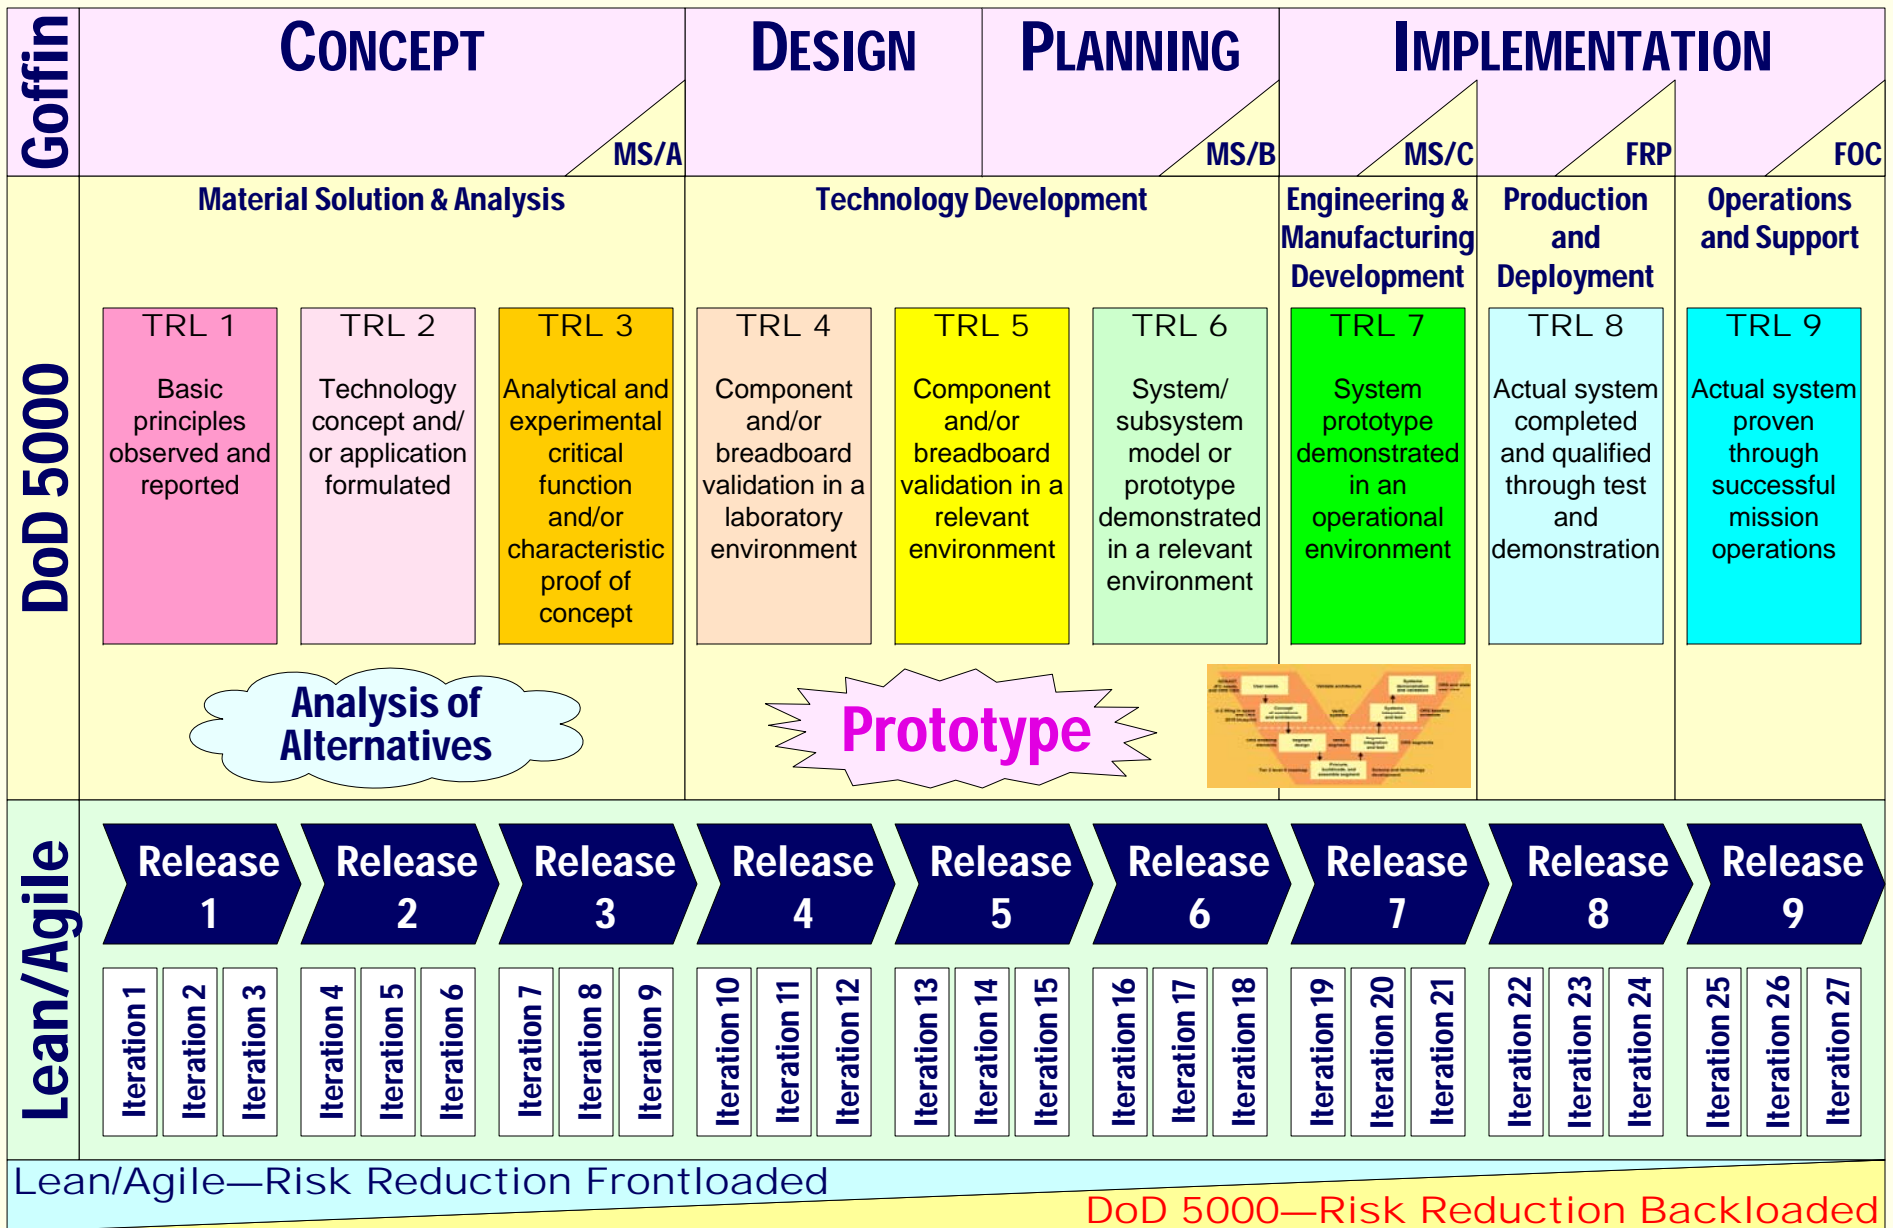 Goffin
CONCEPT
DESIGN
PLANNING
IMPLEMENTATION
MS/A
MS/B
MS/C
FRP
FOC
DoD 5000
Material Solution & Analysis
Technology Development
Engineering &
Manufacturing
Development
Production
and
Deployment
Operations
and Support
TRL 1
Basic
principles
observed and
reported
TRL 2
Technology
concept and/
or application
formulated
TRL 3
Analytical and
experimental
critical
function
and/or
characteristic
proof of
concept
TRL 4
Component
and/or
breadboard
validation in a
laboratory
environment
TRL 5
Component
and/or
breadboard
validation in a
relevant
environment
TRL 6
System/
subsystem
model or
prototype
demonstrated
in a relevant
environment
TRL 7
System
prototype
demonstrated
in an
operational
environment
TRL 8
Actual system
completed
and qualified
through test
and
demonstration
TRL 9
Actual system
proven
through
successful
mission
operations
Analysis of
Alternatives
Prototype
User needs
Lean/Agile
Release
1
Release
2
Release
3
Release
4
Release
5
Release
6
Release
7
Release
8
Release
9
Iteration 1
Iteration 2
Iteration 3
Iteration 4
Iteration 5
Iteration 6
Iteration 7
Iteration 8
Iteration 9
Iteration 10
Iteration 11
Iteration 12
Iteration 13
Iteration 14
Iteration 15
Iteration 16
Iteration 17
Iteration 18
Iteration 19
Iteration 20
Iteration 21
Iteration 22
Iteration 23
Iteration 24
Iteration 25
Iteration 26
Iteration 27
Lean/Agile—Risk Reduction Frontloaded
DoD 5000—Risk Reduction Backloaded